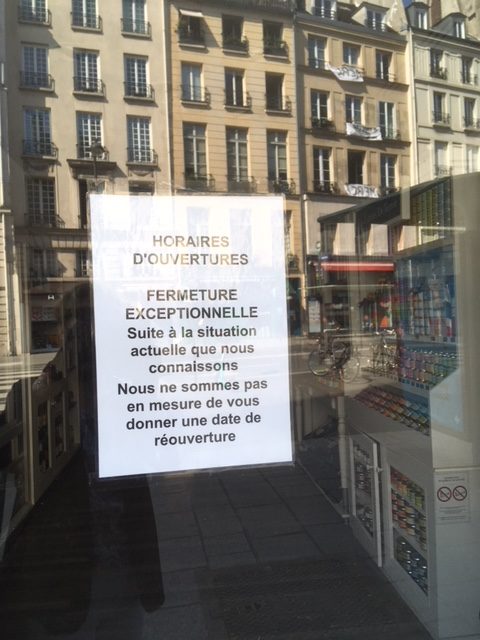 HORAIRES
D'OUVERTURES
FERMETURE
EXCEPTIONNELLE
Suite à la situation
actuelle que nous
connaissons
Nous ne sommes pas
en mesure de vous
donner une date de
réouverture
MERCI